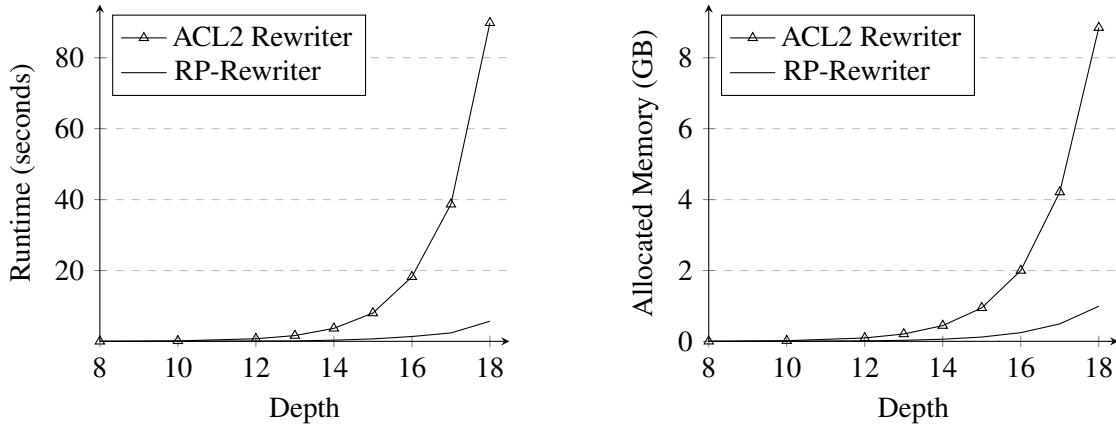 80
60
40
20
8 10 12 14 16 18
Depth
Runtime (seconds)
ACL2 Rewriter
RP-Rewriter
8
6
4
2
0
8 10 12 14 16 18
Depth
Allocated Memory (GB)
ACL2 Rewriter
RP-Rewriter